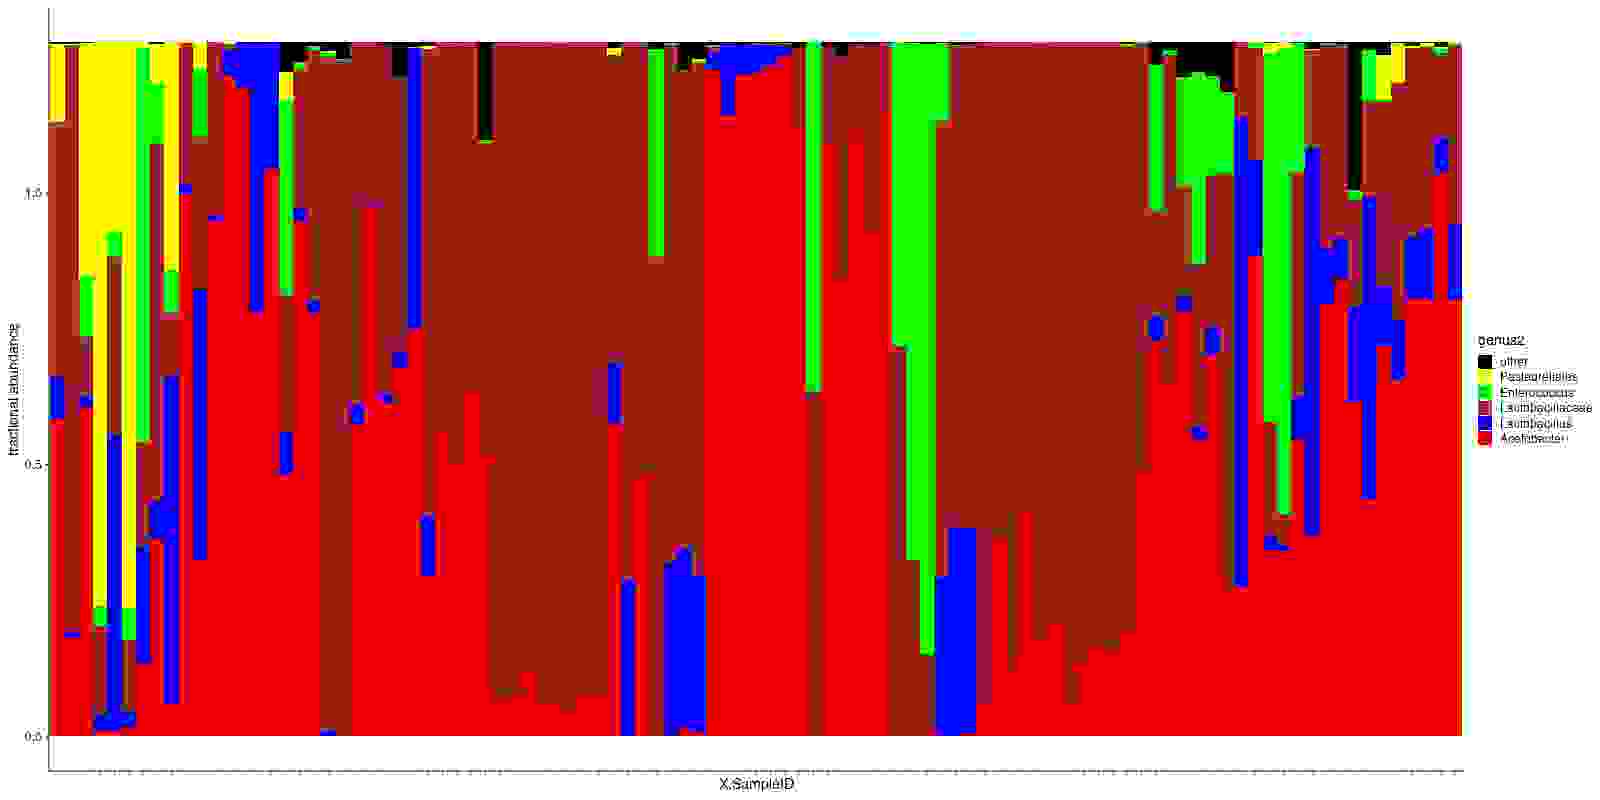 fractional abundance
1.0
0.5
0.0
X.SampleID
genus2
other
Pasteurellales
Enterococcus
Lactobacillaceae
Lactobacillus
Acetobacter